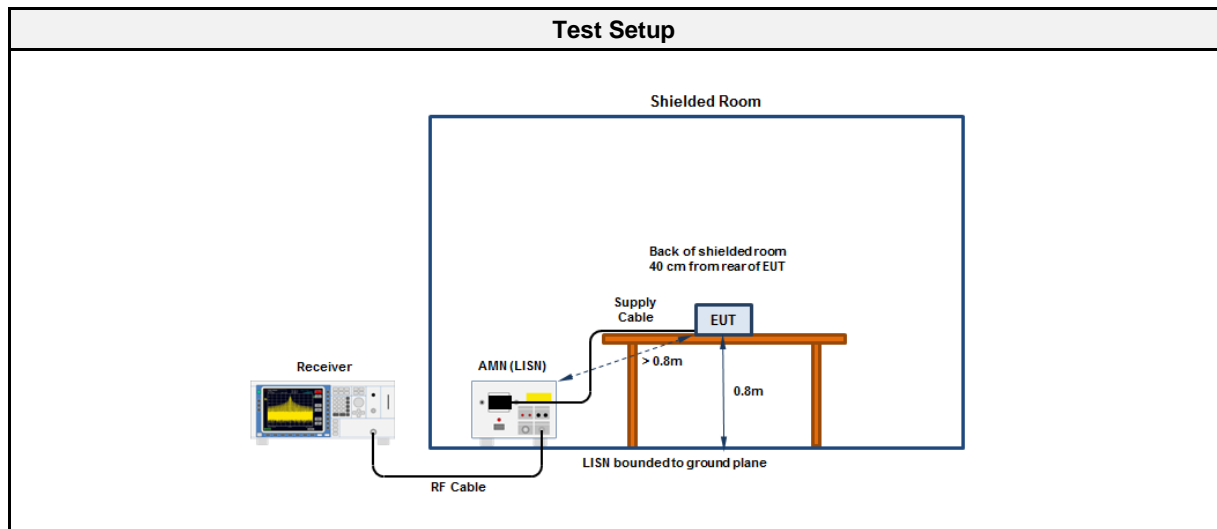 Test Setup
Shielded Room
Back of shielded room
40 cm from rear of EUT
Supply
Cable
EUT
> 0.8m
AMN (LISN)
Receiver
0.8m
LISN bounded to ground plane
RF Cable